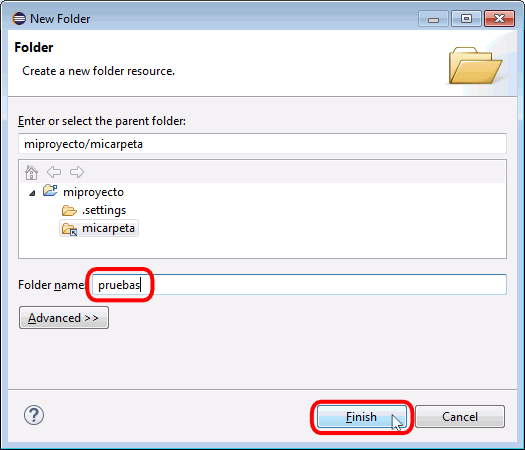 New Folder
Folder
Create a new folder resource.
Enter or select the parent folder:
miproyecto/micarpeta
miproyecto
.settings
micarpeta
Folder name: pruebas
Advanced >>
?
Finish
Cancel